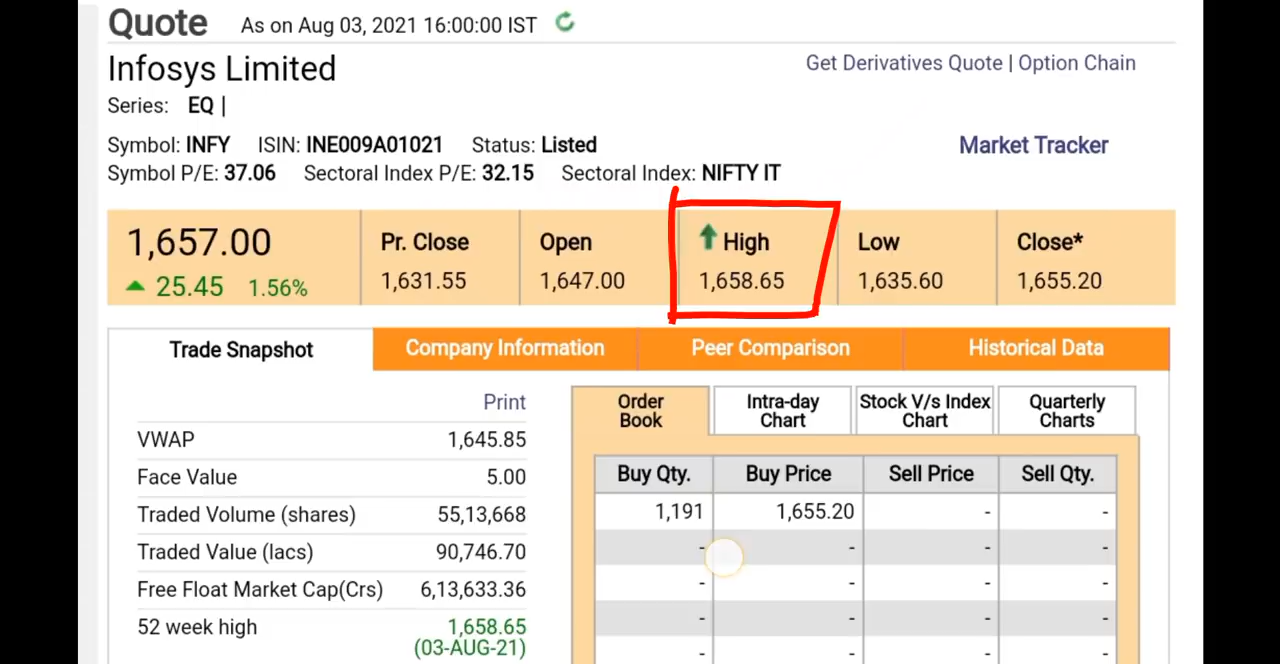 Quote As on Aug 03, 2021 16:00:00 IST
Infosys Limited
Get Derivatives Quote | Option Chain
Series: EQ |
Symbol: INFY ISIN: INE009A01021 Status: Listed
Market Tracker
Symbol P/E: 37.06 Sectoral Index P/E: 32.15 Sectoral Index: NIFTY IT
1,657.00
25.45 1.56%
Pr. Close
1,631.55
Open
1,647.00
High
1,658.65
Low
1,635.60
Close*
1,655.20
Trade Snapshot Company Information Peer Comparison Historical Data
Print
VWAP 1,645.85
Face Value 5.00
Traded Volume (shares) 55,13,668
Traded Value (lacs) 90,746.70
Free Float Market Cap(Crs) 6,13,633.36
52 week high 1,658.65
(03-AUG-21)
Order
Book
Intra-day
Chart
Stock V/s Index
Chart
Quarterly
Charts
Buy Qty. Buy Price Sell Price Sell Qty.
1,191 1,655.20 - -
- - - -
- - - -
- - - -
- - - -